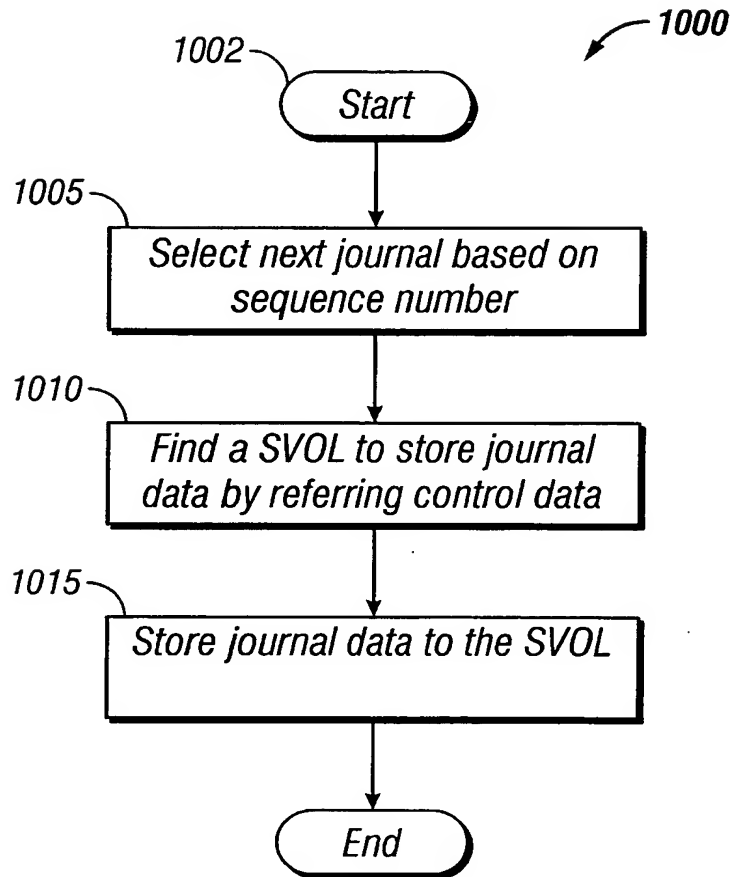 1000
1002
Start
1005
Select next journal based on
sequence number
1010
Find a SVOL to store journal
data by referring control data
1015
Store journal data to the SVOL
End